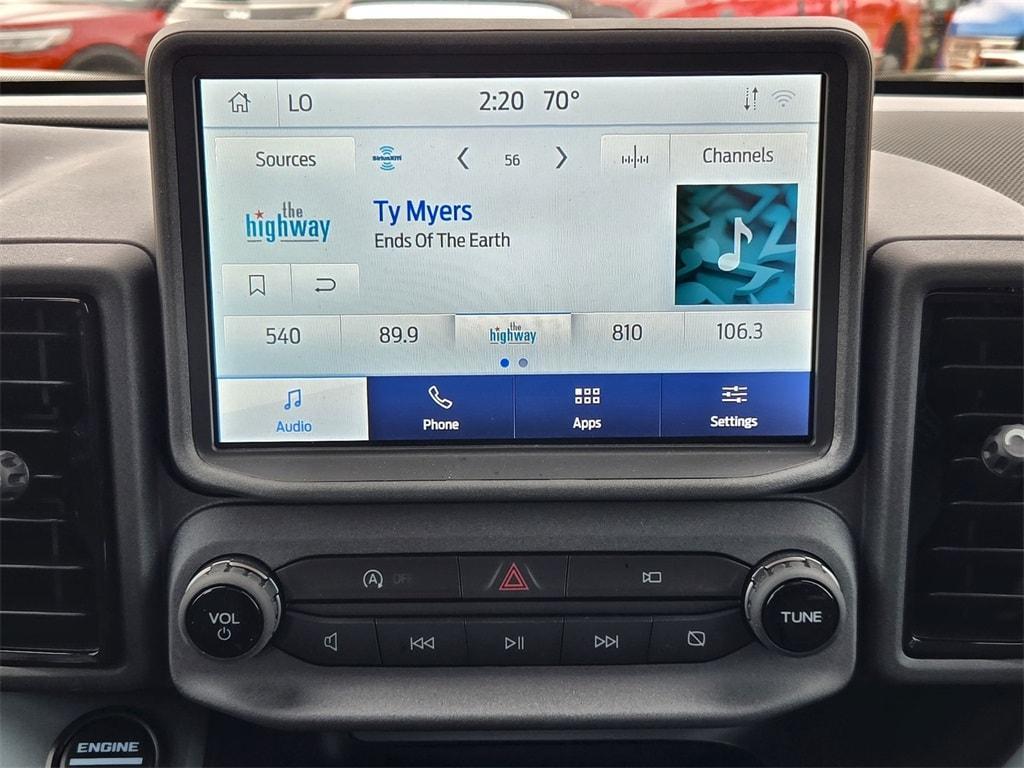 LO 2:20 70°
Sources SiriusXM 56 Channels
the highway
Ty Myers
Ends Of The Earth
540 89.9 the highway 810 106.3
Audio Phone Apps Settings
A OFF
VOL
TUNE
ENGINE